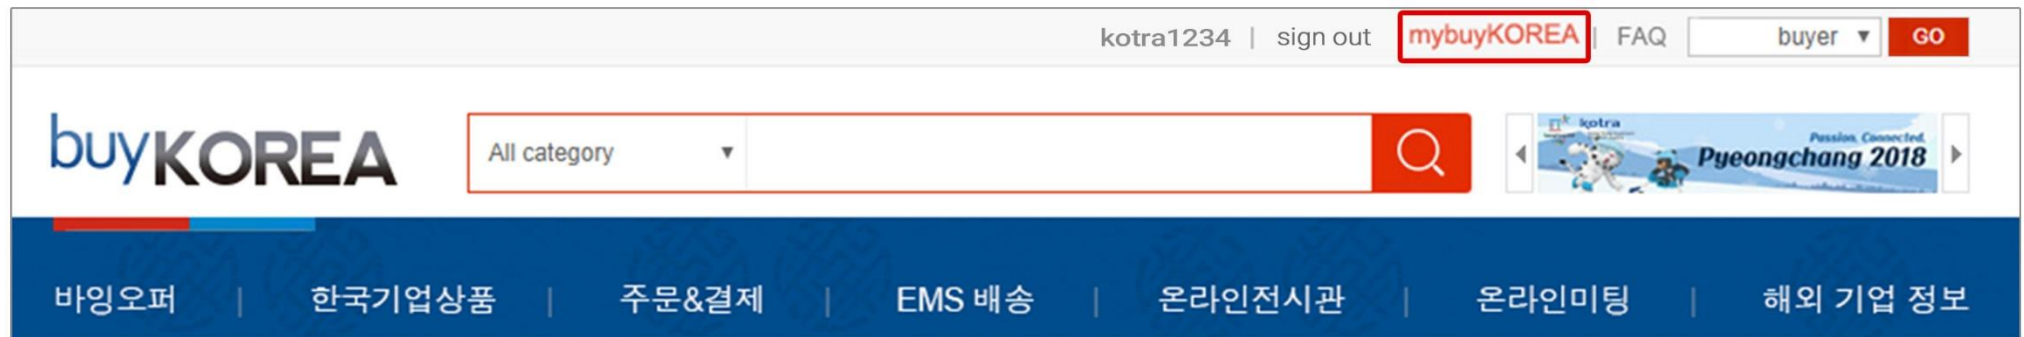 kotra1234 | sign out mybuyKOREA | FAQ buyer ▼ GO
buyKOREA All category ▼
kotra
Passion. Connected.
Pyeongchang 2018
바잉오퍼 | 한국기업상품 | 주문&결제 | EMS 배송 | 온라인전시관 | 온라인미팅 | 해외 기업 정보